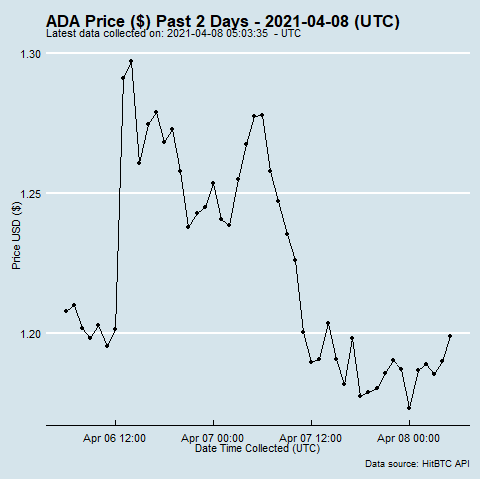 ADA Price ($) Past 2 Days - 2021-04-08 (UTC)
Latest data collected on: 2021-04-08 05:03:35 - UTC
1.30
1.25
1.20
Price USD ($)
Apr 06 12:00
Apr 07 00:00
Apr 07 12:00
Apr 08 00:00
Date Time Collected (UTC)
Data source: HitBTC API